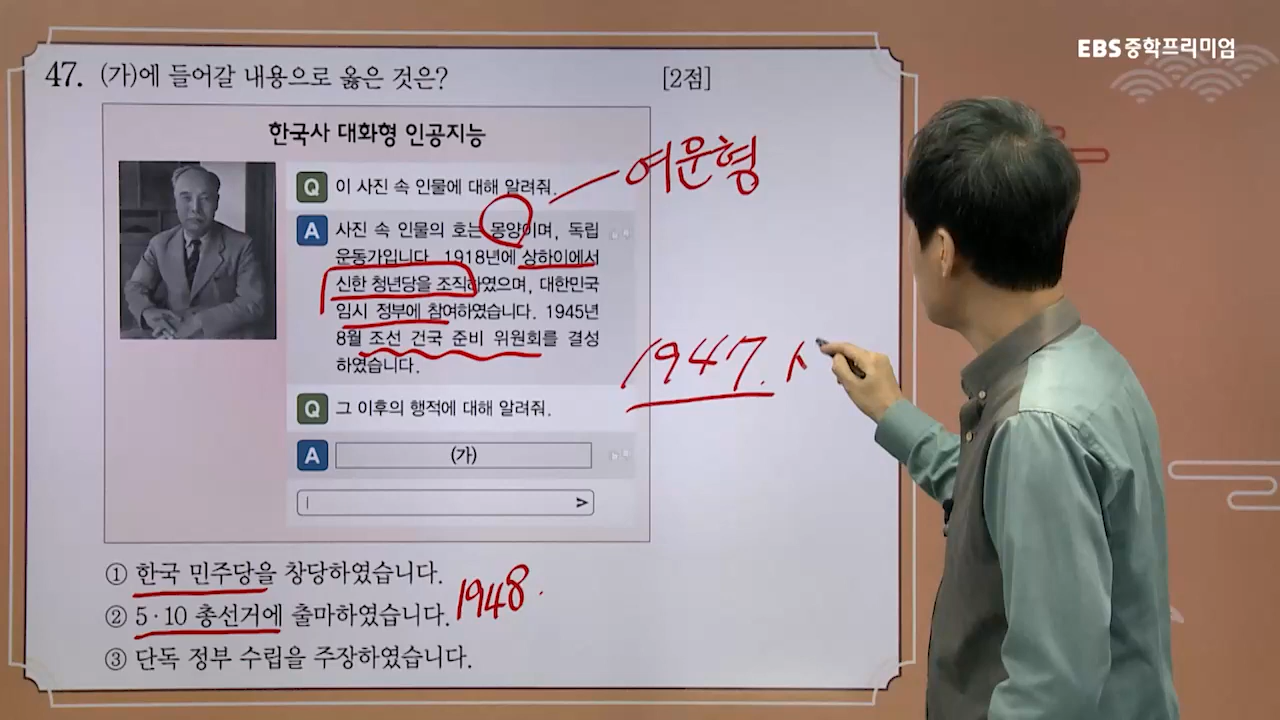 EBS 중학프리미엄
47. (가)에 들어갈 내용으로 옳은 것은? [2점]
한국사 대화형 인공지능
Q 이 사진 속 인물에 대해 알려줘.
여운형
A 사진 속 인물의 호는 몽양이며, 독립
운동가입니다. 1918년에 상하이에서
신한 청년당을 조직하였으며, 대한민국
임시 정부에 참여하였습니다. 1945년
8월 조선 건국 준비 위원회를 결성
하였습니다.
1947.
Q 그 이후의 행적에 대해 알려줘.
A (가)
① 한국 민주당을 창당하였습니다.
② 5·10 총선거에 출마하였습니다. 1948.
③ 단독 정부 수립을 주장하였습니다.